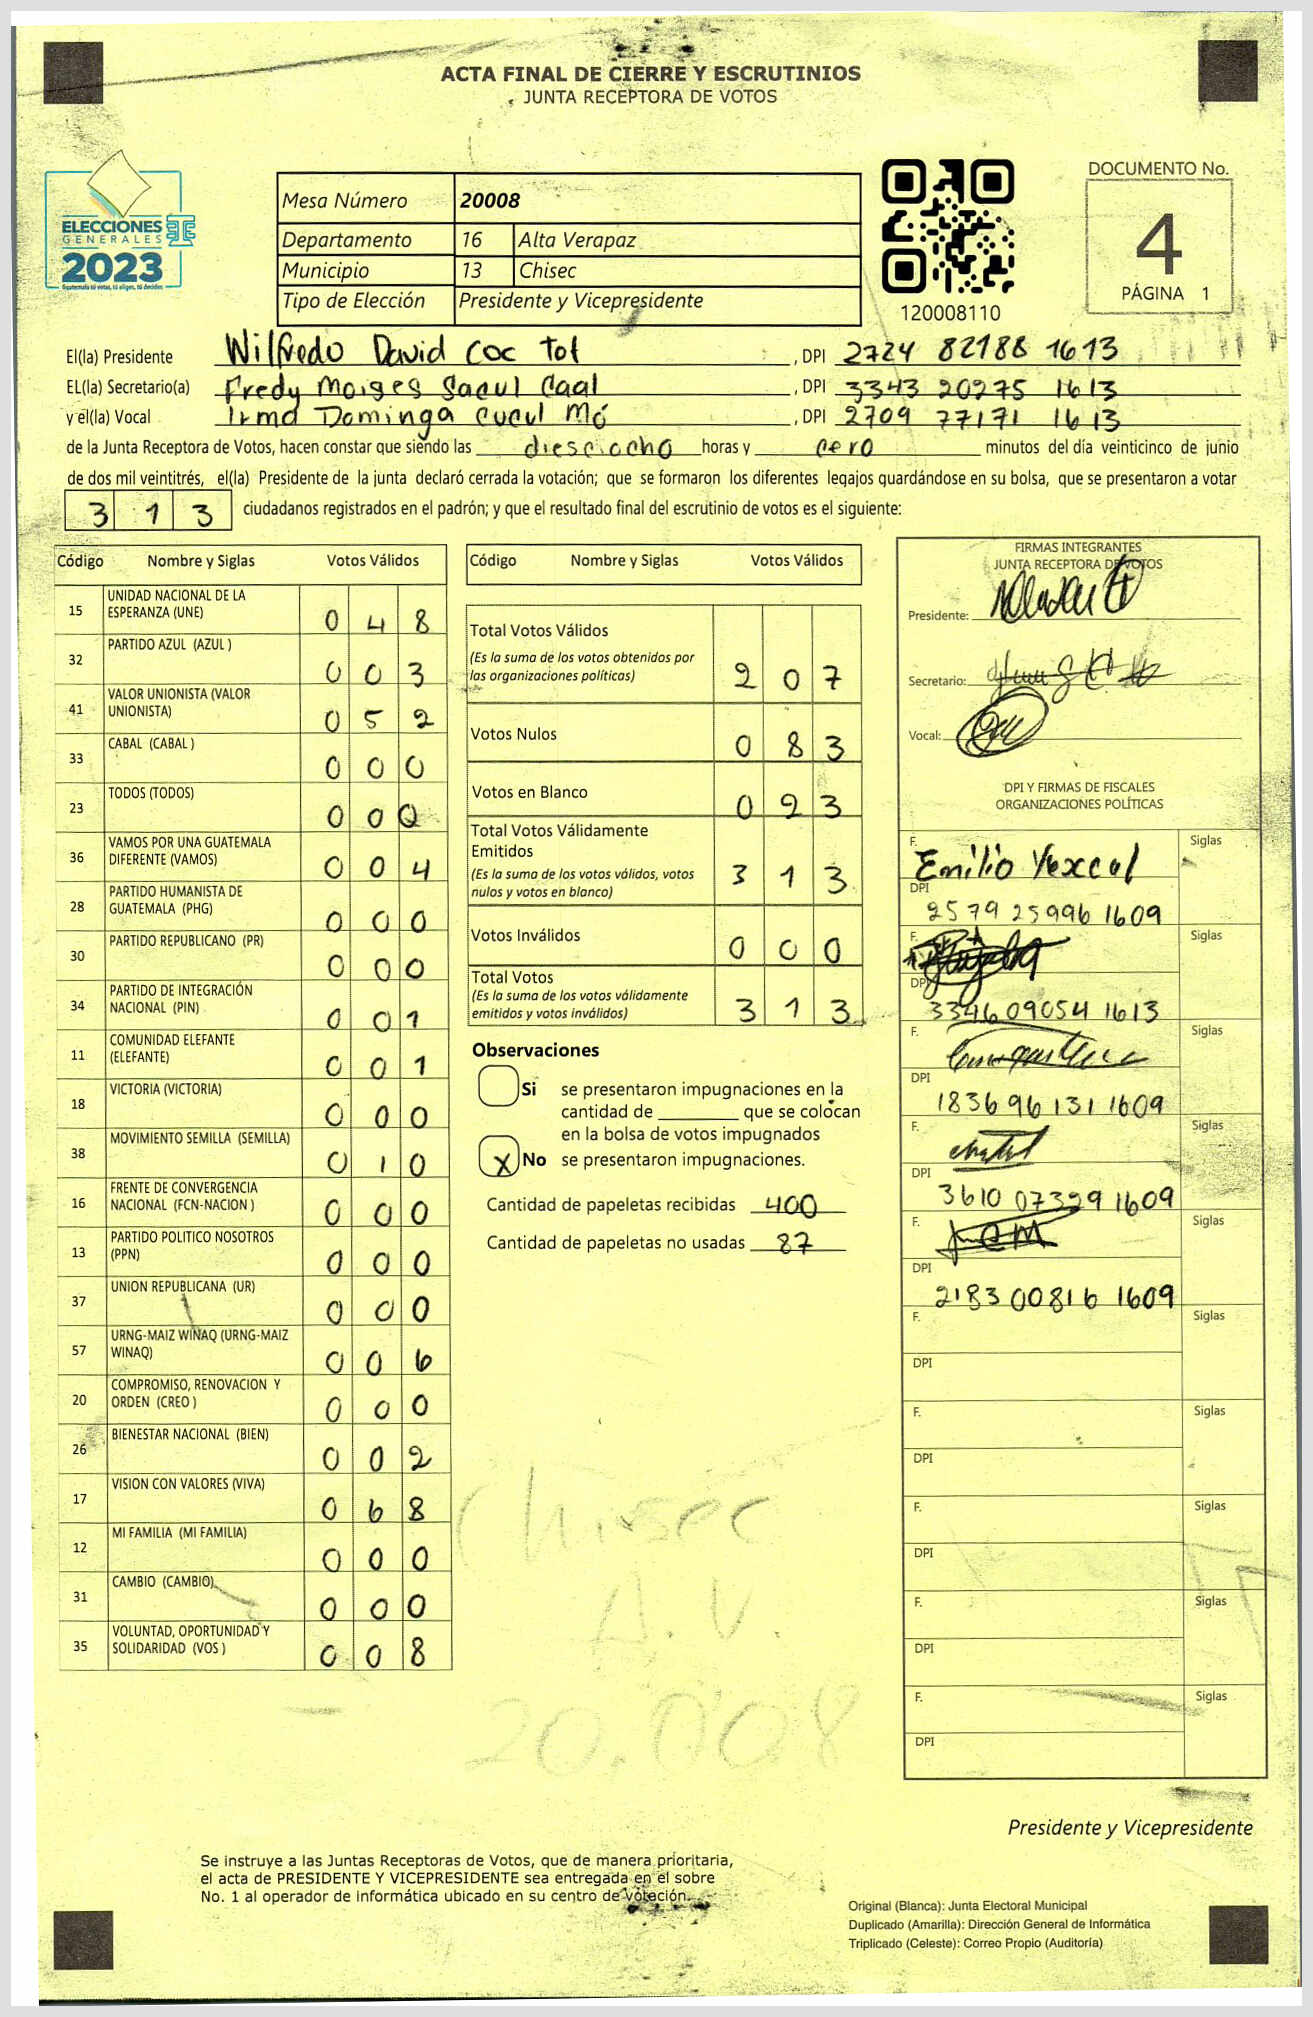 ACTA FINAL DE CIERRE Y ESCRUTINIOS
JUNTA RECEPTORA DE VOTOS
ELECCIONES
GENERALES
2023
Guatemala tú votas, tú eliges, tú decides
Mesa Número 20008
Departamento 16 Alta Verapaz
Municipio 13 Chisec
Tipo de Elección Presidente y Vicepresidente
120008110
DOCUMENTO No.
4
PÁGINA 1
El(la) Presidente Wilfredo David Coc Tot, DPI 2724 82188 1613
EL(la) Secretario(a) Fredy Moises Sacul Caal, DPI 3343 20275 1613
y el(la) Vocal Irma Dominga Cucul Mó, DPI 2709 77171 1613
de la Junta Receptora de Votos, hacen constar que siendo las diesciocho horas y cero minutos del día veinticinco de junio
de dos mil veintitrés, el(la) Presidente de la junta declaró cerrada la votación; que se formaron los diferentes legajos guardándose en su bolsa, que se presentaron a votar
313 ciudadanos registrados en el padrón; y que el resultado final del escrutinio de votos es el siguiente:
Código Nombre y Siglas Votos Válidos
15 UNIDAD NACIONAL DE LA ESPERANZA (UNE) 0 4 8
32 PARTIDO AZUL (AZUL ) 0 0 3
41 VALOR UNIONISTA (VALOR UNIONISTA) 0 5 2
33 CABAL (CABAL ) 0 0 0
23 TODOS (TODOS) 0 0 0
36 VAMOS POR UNA GUATEMALA DIFERENTE (VAMOS) 0 0 4
28 PARTIDO HUMANISTA DE GUATEMALA (PHG) 0 0 0
30 PARTIDO REPUBLICANO (PR) 0 0 0
34 PARTIDO DE INTEGRACIÓN NACIONAL (PIN) 0 0 1
11 COMUNIDAD ELEFANTE (ELEFANTE) 0 0 1
18 VICTORIA (VICTORIA) 0 0 0
38 MOVIMIENTO SEMILLA (SEMILLA) 0 1 0
16 FRENTE DE CONVERGENCIA NACIONAL (FCN-NACION ) 0 0 0
13 PARTIDO POLITICO NOSOTROS (PPN) 0 0 0
37 UNION REPUBLICANA (UR) 0 0 0
57 URNG-MAIZ WINAQ (URNG-MAIZ WINAQ) 0 0 6
20 COMPROMISO, RENOVACION Y ORDEN (CREO ) 0 0 0
26 BIENESTAR NACIONAL (BIEN) 0 0 2
17 VISION CON VALORES (VIVA) 0 6 8
12 MI FAMILIA (MI FAMILIA) 0 0 0
31 CAMBIO (CAMBIO) 0 0 0
35 VOLUNTAD, OPORTUNIDAD Y SOLIDARIDAD (VOS ) 0 0 8
Código Nombre y Siglas Votos Válidos
Total Votos Válidos 2 0 7
(Es la suma de los votos obtenidos por
las organizaciones políticas)
Votos Nulos 0 8 3
Votos en Blanco 0 2 3
Total Votos Válidamente
Emitidos 3 1 3
(Es la suma de los votos válidos, votos
nulos y votos en blanco)
Votos Inválidos 0 0 0
Total Votos 3 1 3
(Es la suma de los votos válidamente
emitidos y votos inválidos)
Observaciones
Si se presentaron impugnaciones en la
cantidad de ________ que se colocan
en la bolsa de votos impugnados
X No se presentaron impugnaciones.
Cantidad de papeletas recibidas 400
Cantidad de papeletas no usadas 87
Chisec
A.V.
20,008
FIRMAS INTEGRANTES
JUNTA RECEPTORA DE VOTOS
Presidente:
Secretario:
Vocal:
DPI Y FIRMAS DE FISCALES
ORGANIZACIONES POLÍTICAS
F. Emilio Yaxcal Siglas
DPI 2579 25996 1609
F. Siglas
DPI 3346 09054 1613
F. Siglas
DPI 1836 96131 1609
F. Siglas
DPI 3610 07329 1609
F. Siglas
DPI 2183 00816 1609
F. Siglas
DPI
F. Siglas
DPI
F. Siglas
DPI
F. Siglas
DPI
F. Siglas
DPI
Presidente y Vicepresidente
Se instruye a las Juntas Receptoras de Votos, que de manera prioritaria,
el acta de PRESIDENTE Y VICEPRESIDENTE sea entregada en el sobre
No. 1 al operador de informática ubicado en su centro de votación.
Original (Blanca): Junta Electoral Municipal
Duplicado (Amarilla): Dirección General de Informática
Triplicado (Celeste): Correo Propio (Auditoría)